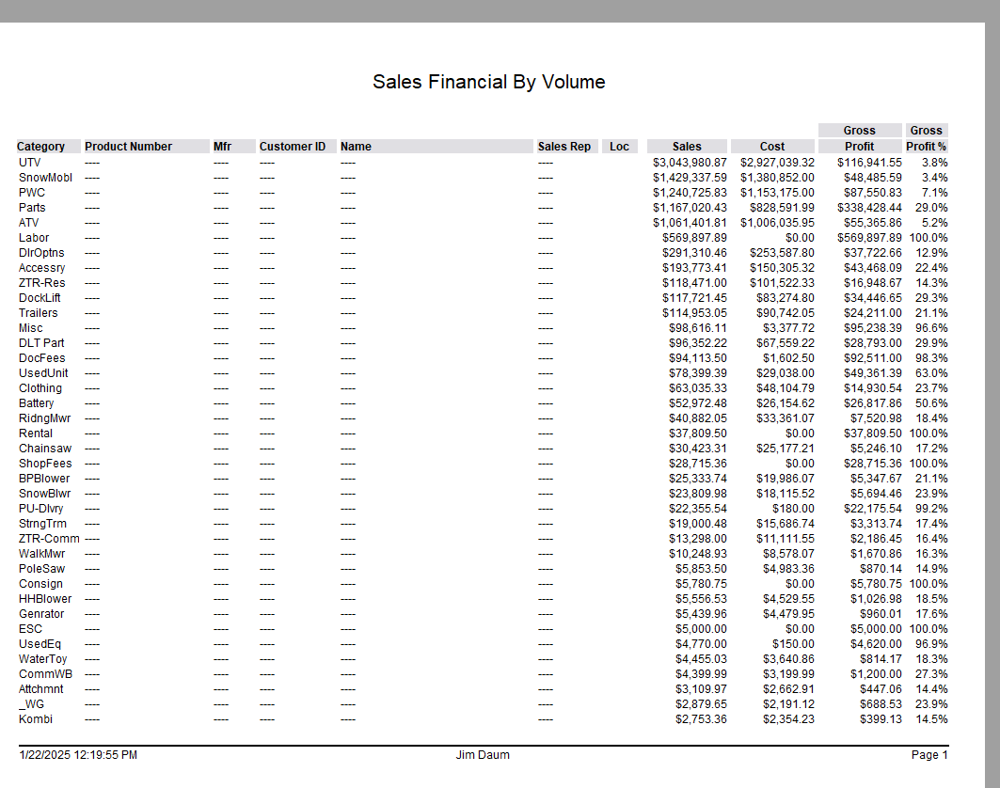 Sales Financial By Volume
Gross Gross
Category Product Number Mfr Customer ID Name Sales Rep Loc Sales Cost Profit Profit %
UTV ---- ---- ---- ---- ---- $3,043,980.87 $2,927,039.32 $116,941.55 3.8%
SnowMobl ---- ---- ---- ---- ---- $1,429,337.59 $1,380,852.00 $48,485.59 3.4%
PWC ---- ---- ---- ---- ---- $1,240,725.83 $1,153,175.00 $87,550.83 7.1%
Parts ---- ---- ---- ---- ---- $1,167,020.43 $828,591.99 $338,428.44 29.0%
ATV ---- ---- ---- ---- ---- $1,061,401.81 $1,006,035.95 $55,365.86 5.2%
Labor ---- ---- ---- ---- ---- $569,897.89 $0.00 $569,897.89 100.0%
DlrOptns ---- ---- ---- ---- ---- $291,310.46 $253,587.80 $37,722.66 12.9%
Accessry ---- ---- ---- ---- ---- $193,773.41 $150,305.32 $43,468.09 22.4%
ZTR-Res ---- ---- ---- ---- ---- $118,471.00 $101,522.33 $16,948.67 14.3%
DockLift ---- ---- ---- ---- ---- $117,721.45 $83,274.80 $34,446.65 29.3%
Trailers ---- ---- ---- ---- ---- $114,953.05 $90,742.05 $24,211.00 21.1%
Misc ---- ---- ---- ---- ---- $98,616.11 $3,377.72 $95,238.39 96.6%
DLT Part ---- ---- ---- ---- ---- $96,352.22 $67,559.22 $28,793.00 29.9%
DocFees ---- ---- ---- ---- ---- $94,113.50 $1,602.50 $92,511.00 98.3%
UsedUnit ---- ---- ---- ---- ---- $78,399.39 $29,038.00 $49,361.39 63.0%
Clothing ---- ---- ---- ---- ---- $63,035.33 $48,104.79 $14,930.54 23.7%
Battery ---- ---- ---- ---- ---- $52,972.48 $26,154.62 $26,817.86 50.6%
RidngMwr ---- ---- ---- ---- ---- $40,882.05 $33,361.07 $7,520.98 18.4%
Rental ---- ---- ---- ---- ---- $37,809.50 $0.00 $37,809.50 100.0%
Chainsaw ---- ---- ---- ---- ---- $30,423.31 $25,177.21 $5,246.10 17.2%
ShopFees ---- ---- ---- ---- ---- $28,715.36 $0.00 $28,715.36 100.0%
BPBlower ---- ---- ---- ---- ---- $25,333.74 $19,986.07 $5,347.67 21.1%
SnowBlwr ---- ---- ---- ---- ---- $23,809.98 $18,115.52 $5,694.46 23.9%
PU-Dlvry ---- ---- ---- ---- ---- $22,355.54 $180.00 $22,175.54 99.2%
StrngTrm ---- ---- ---- ---- ---- $19,000.48 $15,686.74 $3,313.74 17.4%
ZTR-Comm ---- ---- ---- ---- ---- $13,298.00 $11,111.55 $2,186.45 16.4%
WalkMwr ---- ---- ---- ---- ---- $10,248.93 $8,578.07 $1,670.86 16.3%
PoleSaw ---- ---- ---- ---- ---- $5,853.50 $4,983.36 $870.14 14.9%
Consign ---- ---- ---- ---- ---- $5,780.75 $0.00 $5,780.75 100.0%
HHBlower ---- ---- ---- ---- ---- $5,556.53 $4,529.55 $1,026.98 18.5%
Genrator ---- ---- ---- ---- ---- $5,439.96 $4,479.95 $960.01 17.6%
ESC ---- ---- ---- ---- ---- $5,000.00 $0.00 $5,000.00 100.0%
UsedEq ---- ---- ---- ---- ---- $4,770.00 $150.00 $4,620.00 96.9%
WaterToy ---- ---- ---- ---- ---- $4,455.03 $3,640.86 $814.17 18.3%
CommWB ---- ---- ---- ---- ---- $4,399.99 $3,199.99 $1,200.00 27.3%
Attchmnt ---- ---- ---- ---- ---- $3,109.97 $2,662.91 $447.06 14.4%
_WG ---- ---- ---- ---- ---- $2,879.65 $2,191.12 $688.53 23.9%
Kombi ---- ---- ---- ---- ---- $2,753.36 $2,354.23 $399.13 14.5%
1/22/2025 12:19:55 PM Jim Daum Page 1